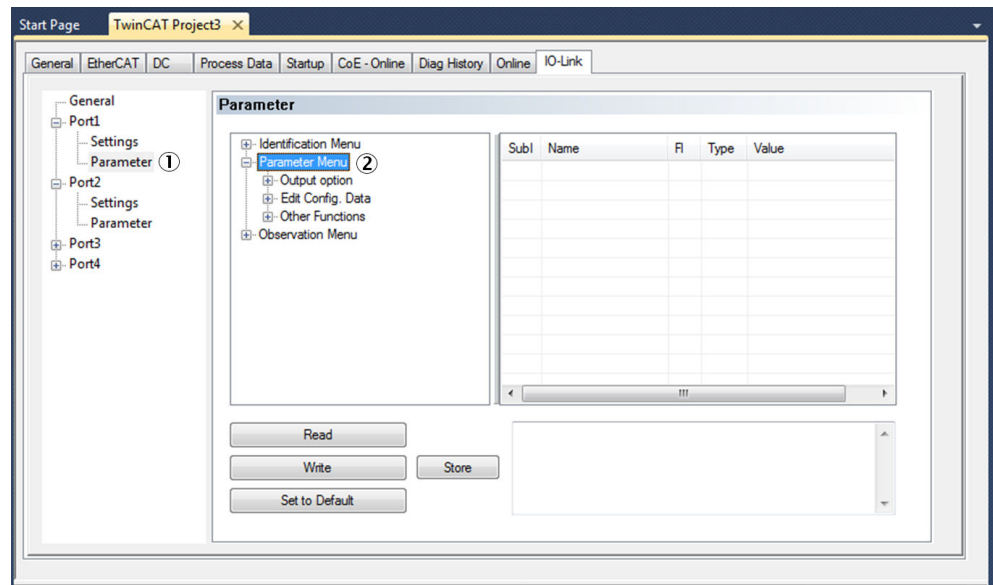 Start Page TwinCAT Project3
General EtherCAT DC Process Data Startup CoE - Online Diag History Online IO-Link
General
Port1
Settings
Parameter ①
Port2
Settings
Parameter
Port3
Port4
Parameter
Identification Menu
Parameter Menu ②
Output option
Edit Config. Data
Other Functions
Observation Menu
SubI Name Fl Type Value
Read
Write Store
Set to Default